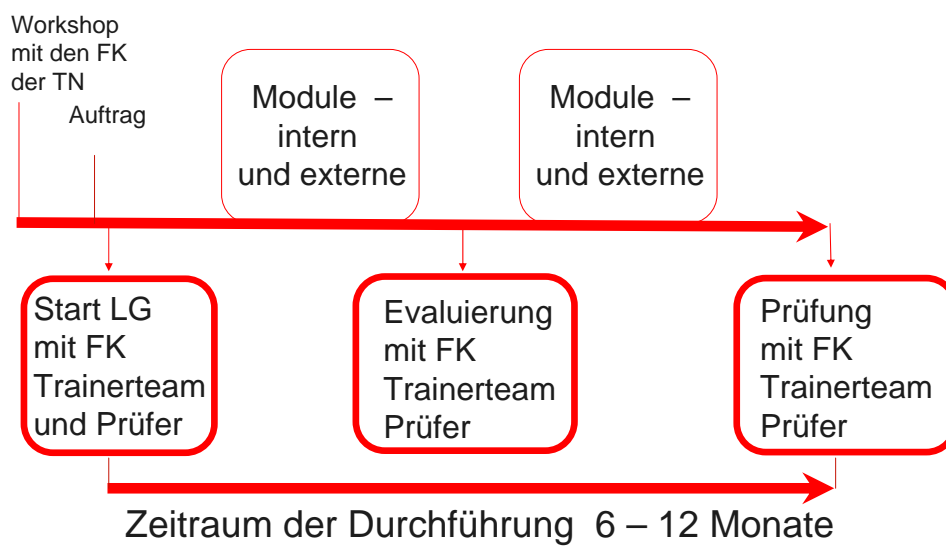 Workshop
mit den FK
der TN
Auftrag
Module –
intern
und externe
Module –
intern
und externe
Start LG
mit FK
Trainerteam
und Prüfer
Evaluierung
mit FK
Trainerteam
Prüfer
Prüfung
mit FK
Trainerteam
Prüfer
Zeitraum der Durchführung 6 – 12 Monate